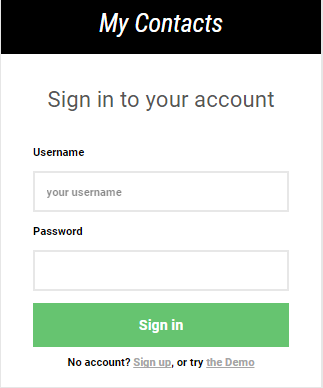 My Contacts
Sign in to your account
Username
your username
Password
Sign in
No account? Sign up, or try the Demo